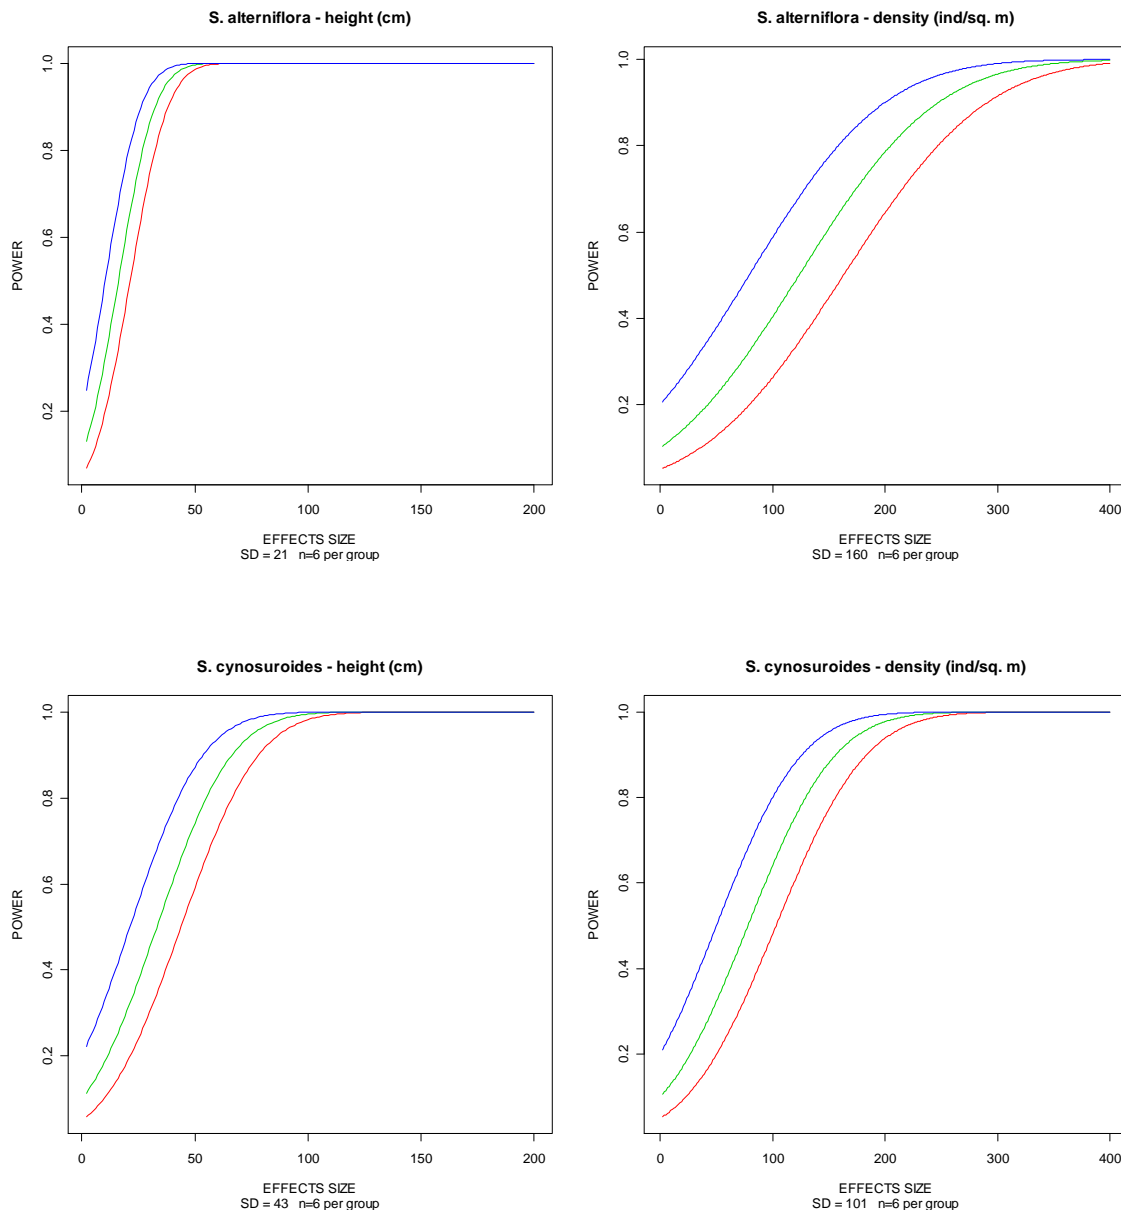 S. alterniflora - height (cm)
1.0
0.8
0.6
0.4
0.2
POWER
0 50 100 150 200
EFFECTS SIZE
SD = 21 n=6 per group
S. alterniflora - density (ind/sq. m)
1.0
0.8
0.6
0.4
0.2
POWER
0 100 200 300 400
EFFECTS SIZE
SD = 160 n=6 per group
S. cynosuroides - height (cm)
1.0
0.8
0.6
0.4
0.2
POWER
0 50 100 150 200
EFFECTS SIZE
SD = 43 n=6 per group
S. cynosuroides - density (ind/sq. m)
1.0
0.8
0.6
0.4
0.2
POWER
0 100 200 300 400
EFFECTS SIZE
SD = 101 n=6 per group